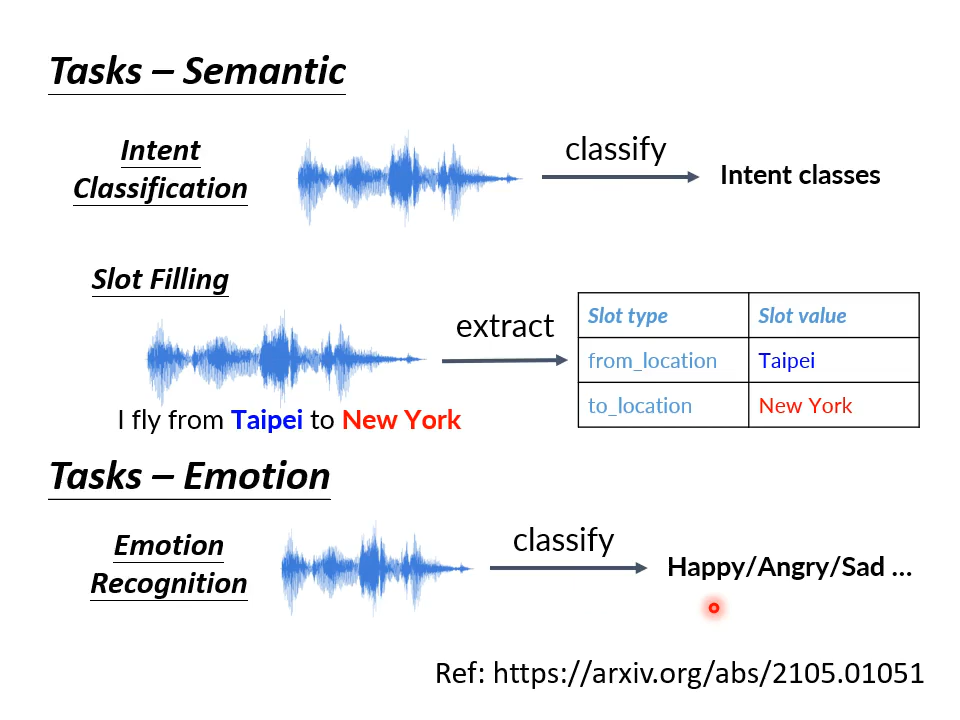 Tasks – Semantic
Intent
Classification
classify
Intent classes
Slot Filling
extract
Slot type
Slot value
from_location
Taipei
to_location
New York
I fly from Taipei to New York
Tasks – Emotion
Emotion
Recognition
classify
Happy/Angry/Sad ...
Ref: https://arxiv.org/abs/2105.01051